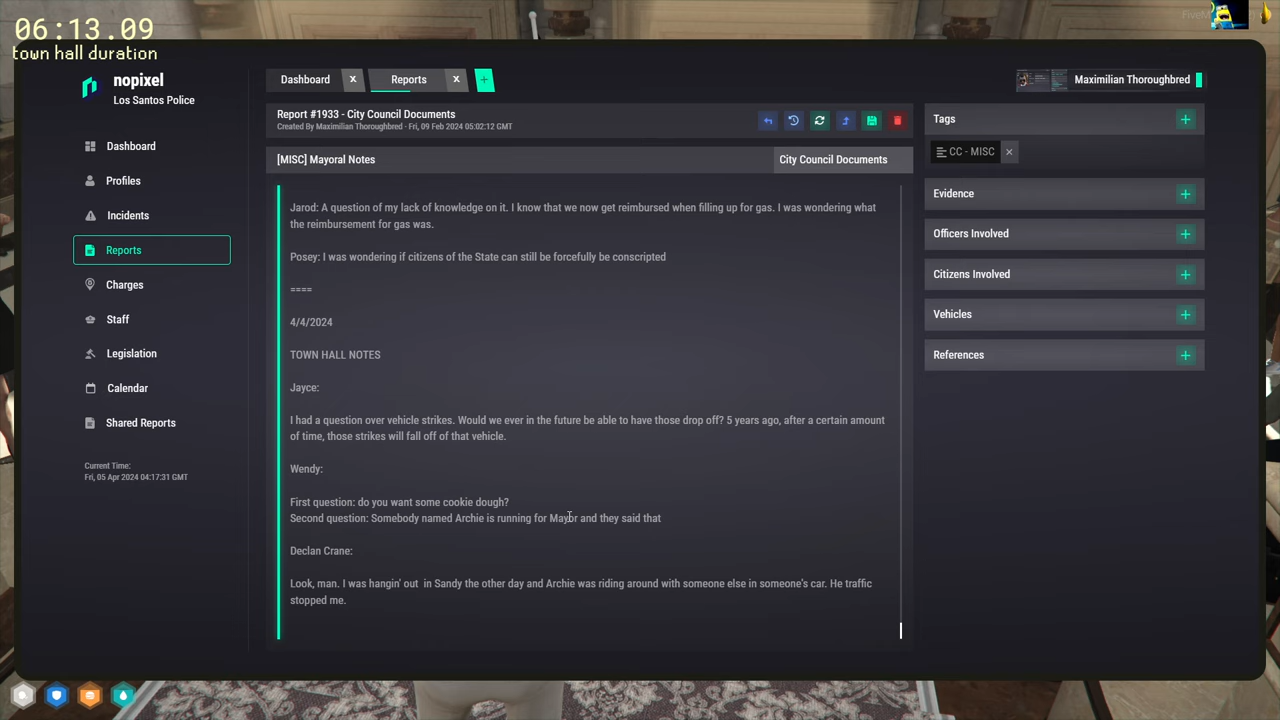 06:13.09
town hall duration
nopixel
Los Santos Police
Dashboard
Profiles
Incidents
Reports
Charges
Staff
Legislation
Calendar
Shared Reports
Current Time:
Fri, 05 Apr 2024 04:17:31 GMT
Dashboard x Reports x +
Maximilian Thoroughbred
Report #1933 - City Council Documents
Created By Maximilian Thoroughbred · Fri, 09 Feb 2024 05:02:12 GMT
[MISC] Mayoral Notes
City Council Documents
Jarod: A question of my lack of knowledge on it. I know that we now get reimbursed when filling up for gas. I was wondering what
the reimbursement for gas was.
Posey: I was wondering if citizens of the State can still be forcefully be conscripted
====
4/4/2024
TOWN HALL NOTES
Jayce:
I had a question over vehicle strikes. Would we ever in the future be able to have those drop off? 5 years ago, after a certain amount
of time, those strikes will fall off of that vehicle.
Wendy:
First question: do you want some cookie dough?
Second question: Somebody named Archie is running for Mayor and they said that
Declan Crane:
Look, man. I was hangin' out in Sandy the other day and Archie was riding around with someone else in someone's car. He traffic
stopped me.
Tags +
CC - MISC x
Evidence +
Officers Involved +
Citizens Involved +
Vehicles +
References +